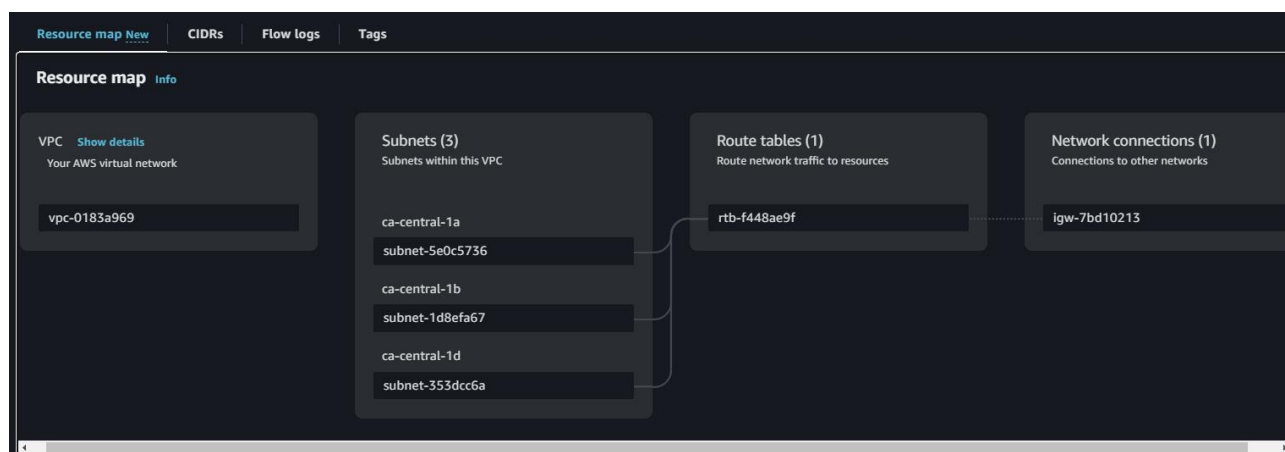 Resource map New
CIDRs
Flow logs
Tags
Resource map Info
VPC Show details
Your AWS virtual network
vpc-0183a969
Subnets (3)
Subnets within this VPC
ca-central-1a
subnet-5e0c5736
ca-central-1b
subnet-1d8efa67
ca-central-1d
subnet-353dcc6a
Route tables (1)
Route network traffic to resources
rtb-f448ae9f
Network connections (1)
Connections to other networks
igw-7bd10213